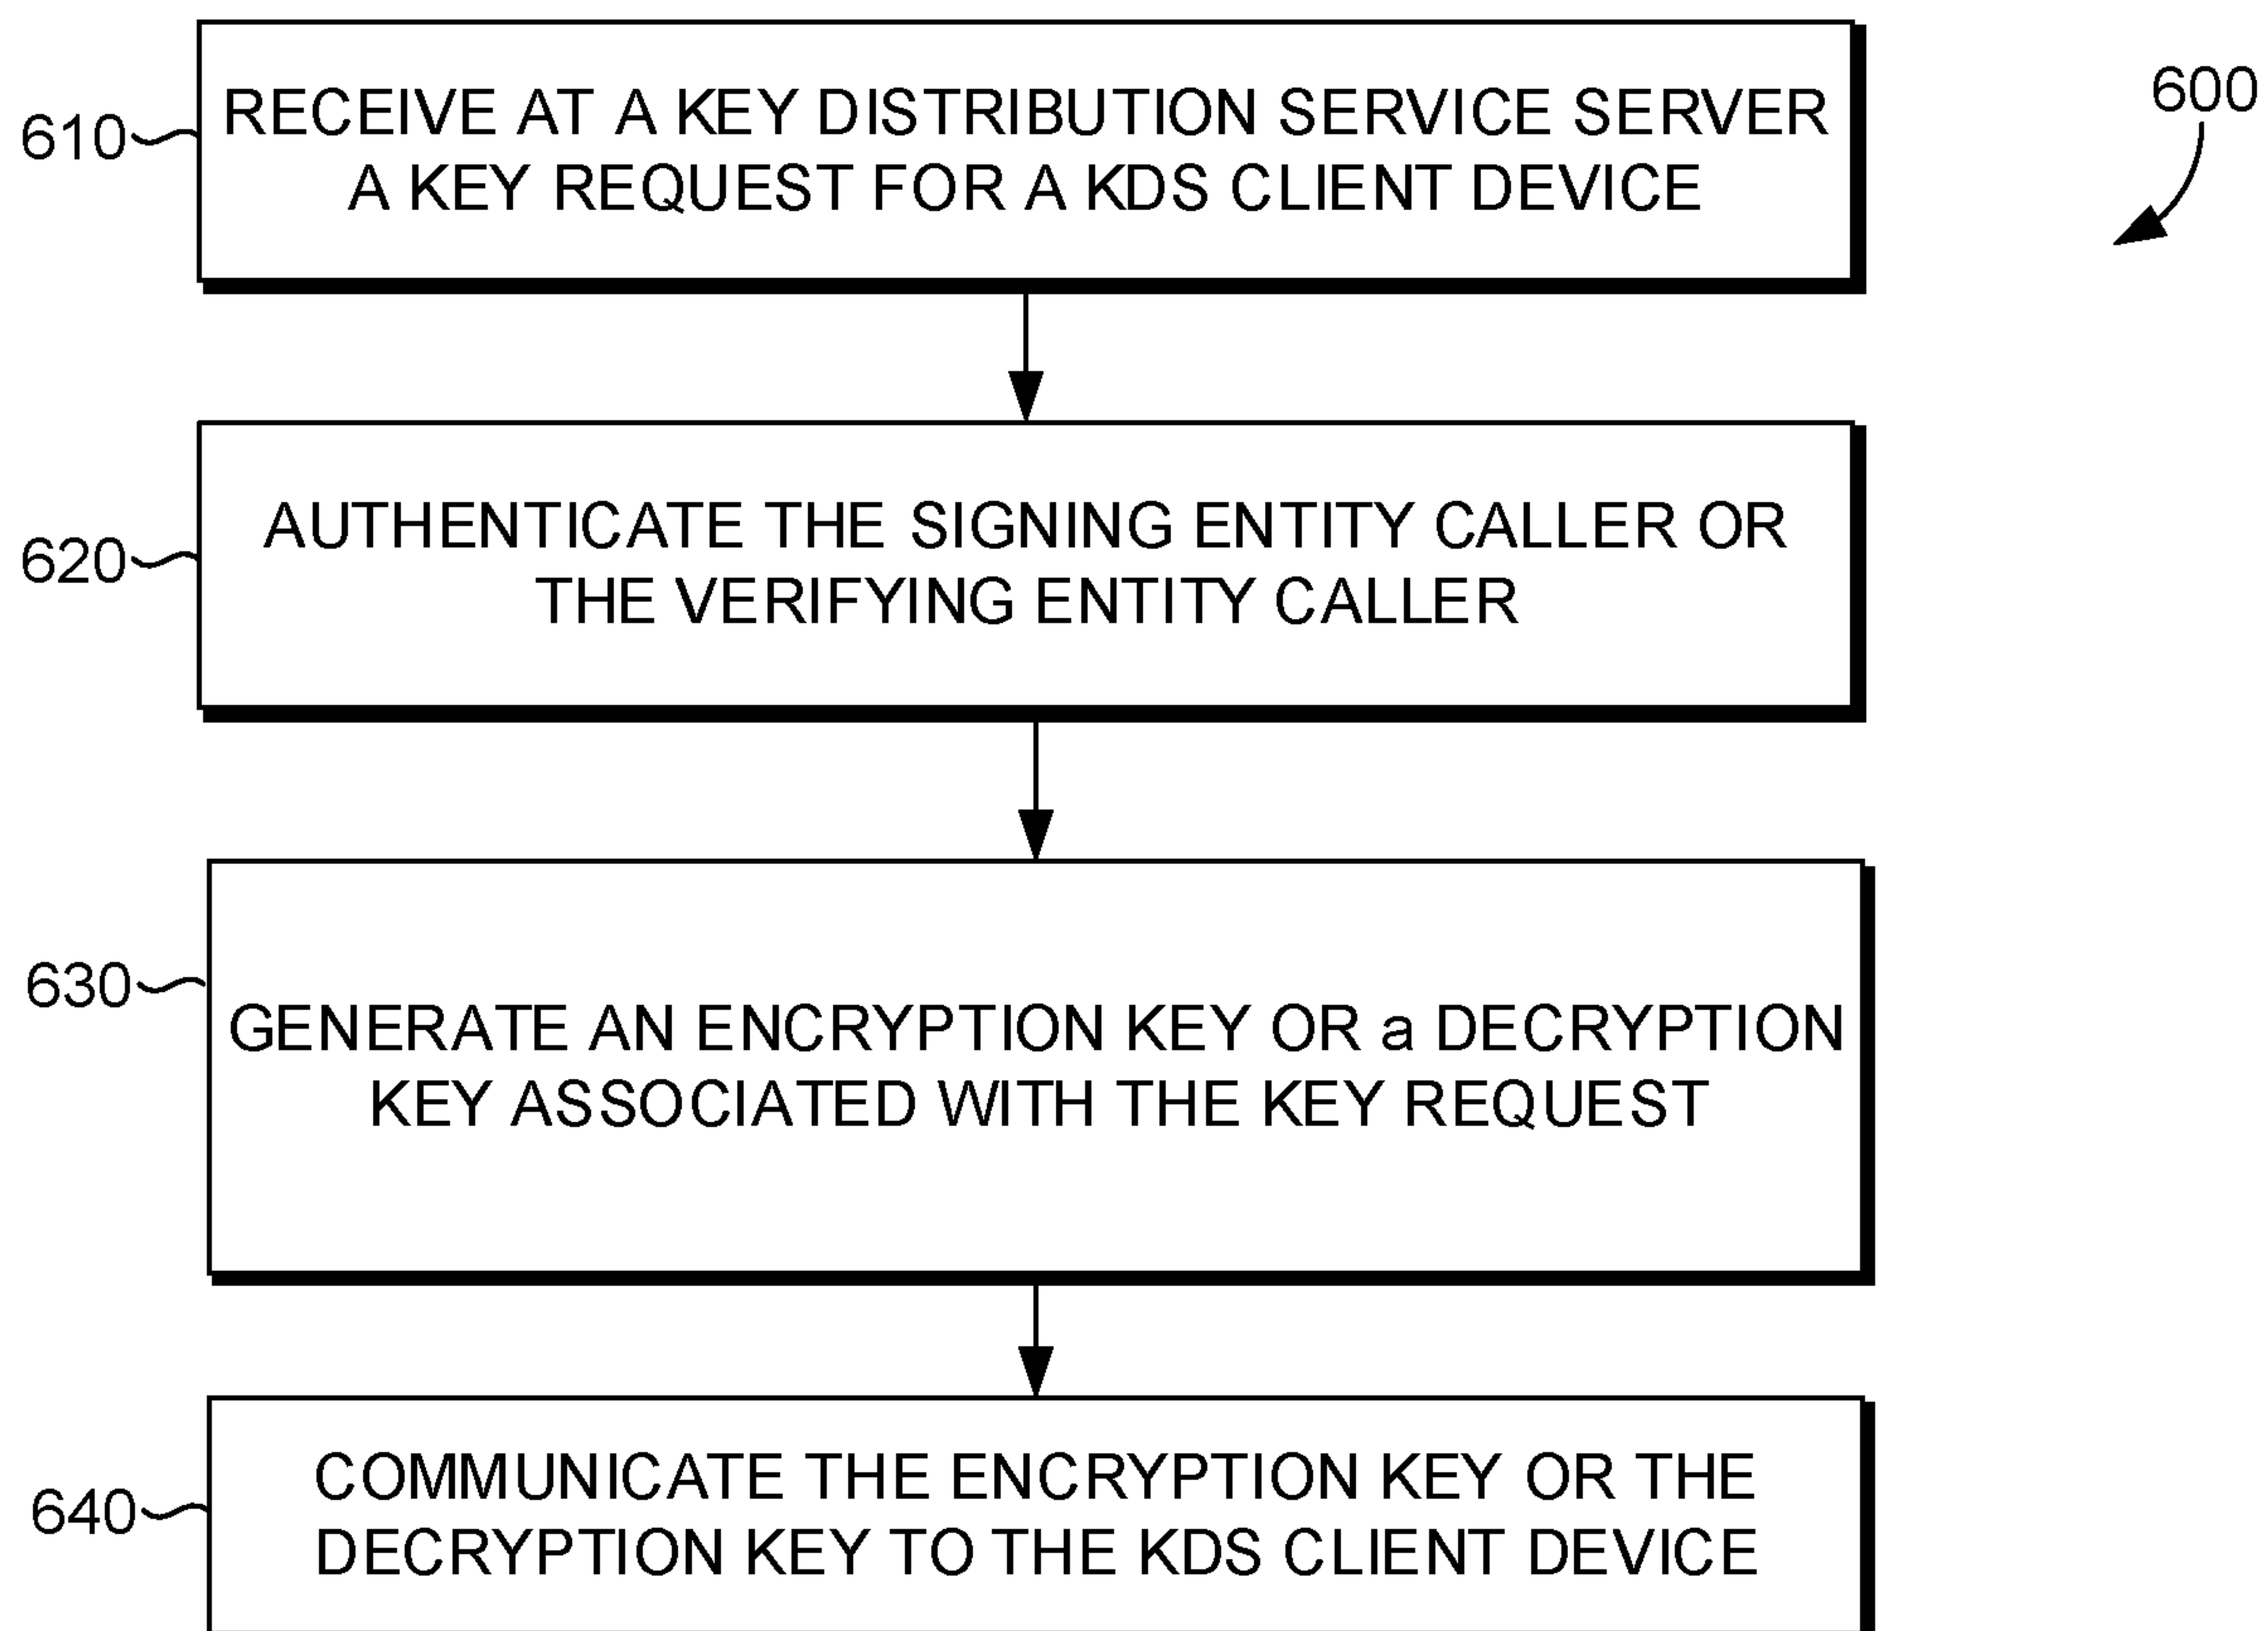 RECEIVE AT A KEY DISTRIBUTION SERVICE SERVER
A KEY REQUEST FOR A KDS CLIENT DEVICE
610
600
AUTHENTICATE THE SIGNING ENTITY CALLER OR
THE VERIFYING ENTITY CALLER
620
630
GENERATE AN ENCRYPTION KEY OR a DECRYPTION
KEY ASSOCIATED WITH THE KEY REQUEST
COMMUNICATE THE ENCRYPTION KEY OR THE
DECRYPTION KEY TO THE KDS CLIENT DEVICE
640